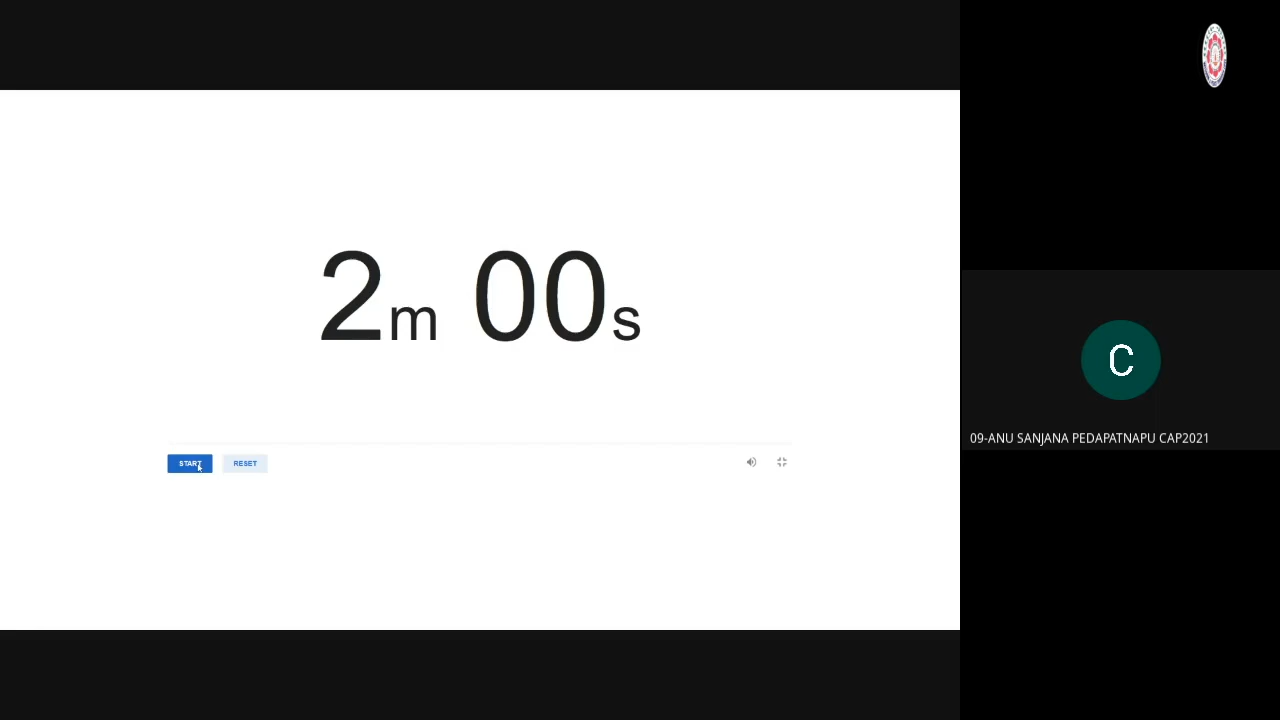 2m 00s
START RESET
C
09-ANU SANJANA PEDAPATNAPU CAP2021